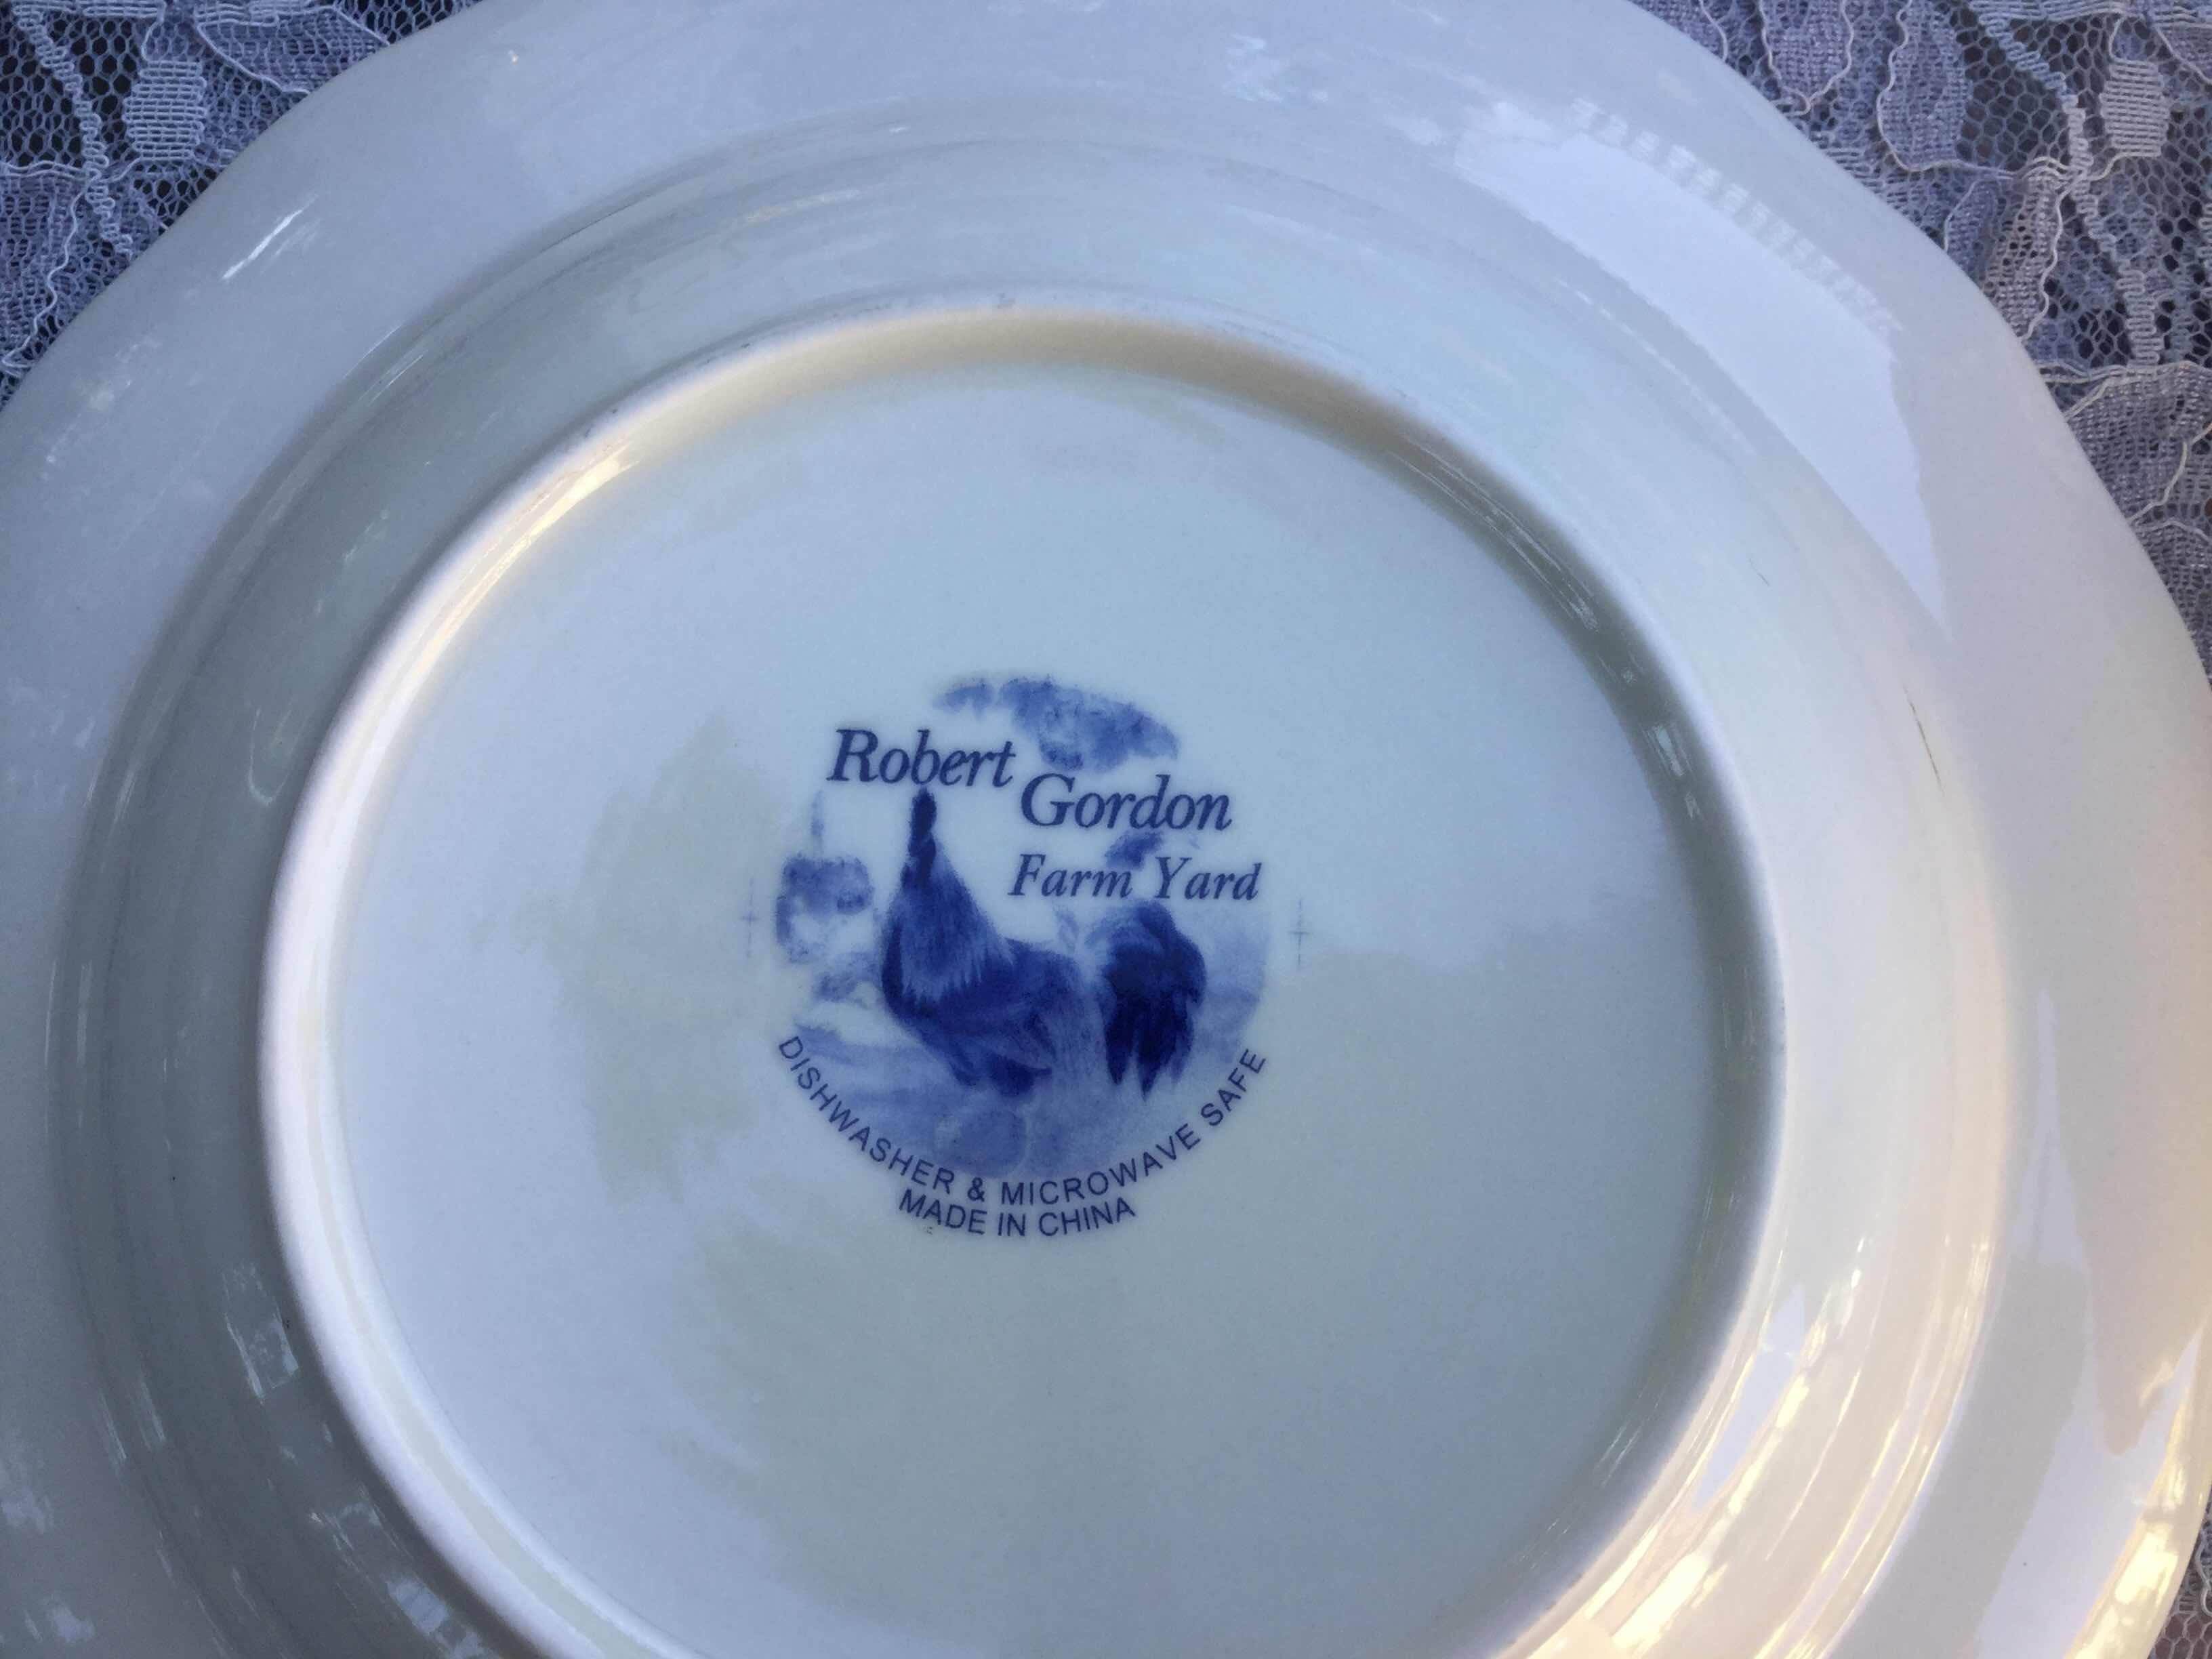 Robert
Gordon
Farm Yard
DISHWASHER & MICROWAVE SAFE
MADE IN CHINA